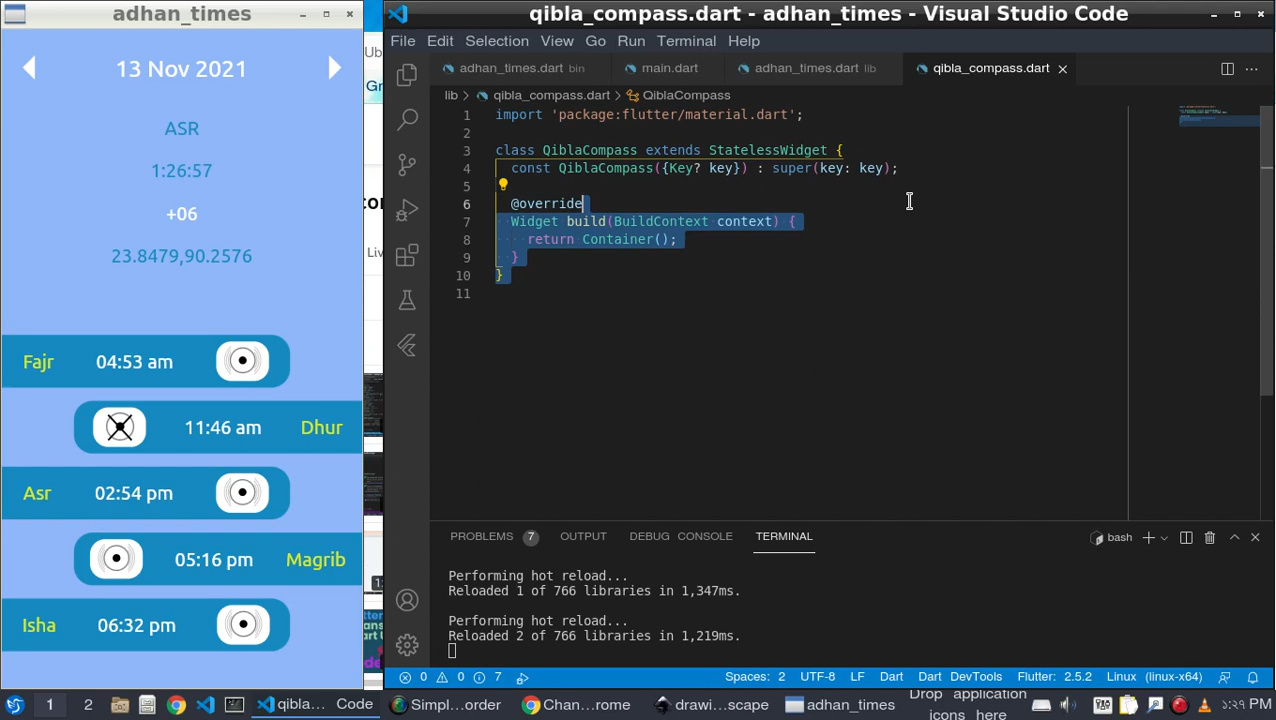 adhan_times
13 Nov 2021
ASR
1:26:57
+06
23.8479,90.2576
Fajr 04:53 am
11:46 am Dhur
Asr 02:54 pm
05:16 pm Magrib
Isha 06:32 pm
Ub
Gr
cor
Liv
qibla_compass.dart - adhan_times - Visual Studio Code
File Edit Selection View Go Run Terminal Help
adhan_times.dart bin main.dart adhan_times.dart lib qibla_compass.dart
lib > qibla_compass.dart > QiblaCompass
1 import 'package:flutter/material.dart';
2
3 class QiblaCompass extends StatelessWidget {
4 const QiblaCompass({Key? key}) : super(key: key);
5
6 @override
7 Widget build(BuildContext context) {
8 return Container();
9 }
10 }
11
PROBLEMS 7 OUTPUT DEBUG CONSOLE TERMINAL bash
Performing hot reload...
Reloaded 1 of 766 libraries in 1,347ms.
Performing hot reload...
Reloaded 2 of 766 libraries in 1,219ms.
0 0 7 Spaces: 2 UTF-8 LF Dart Dart DevTools Flutter: 5.2 Linux (linux-x64)
1 2 qibla... Code Simpl...order Chan...rome drawi...scape adhan_times Drop application icons here